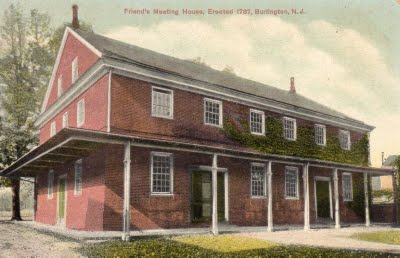 Friend's Meeting House, Erected 1787, Burlington, N.J.